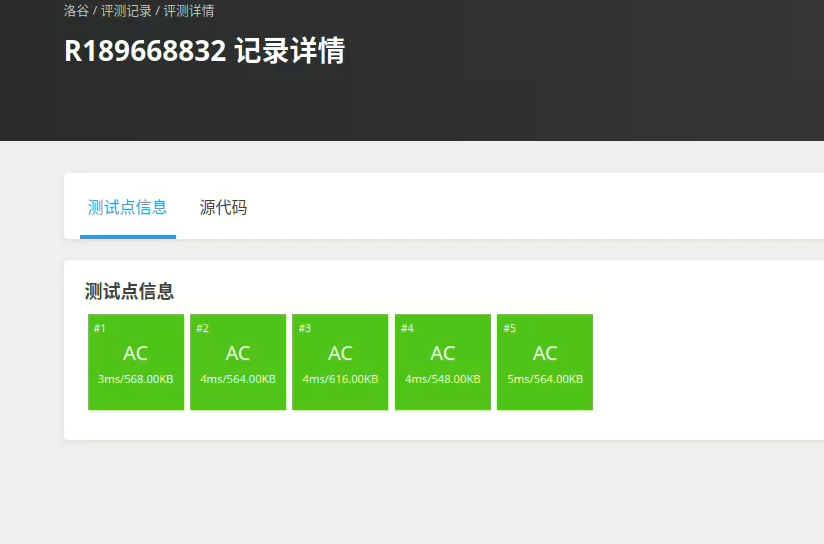 洛谷 / 评测记录 / 评测详情
R189668832 记录详情
测试点信息 源代码
测试点信息
#1 #2 #3 #4 #5
AC AC AC AC AC
3ms/568.00KB 4ms/564.00KB 4ms/616.00KB 4ms/548.00KB 5ms/564.00KB